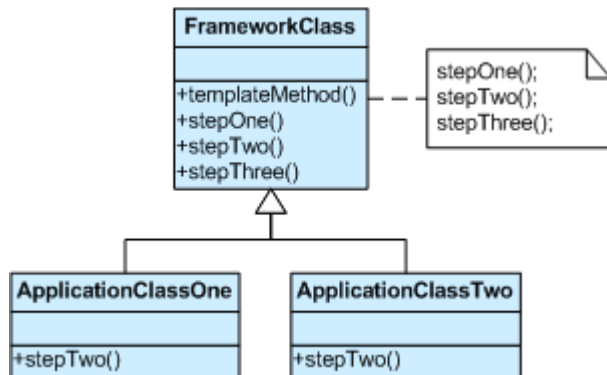 FrameworkClass
+templateMethod()
+stepOne()
+stepTwo()
+stepThree()
stepOne();
stepTwo();
stepThree();
ApplicationClassOne
+stepTwo()
ApplicationClassTwo
+stepTwo()